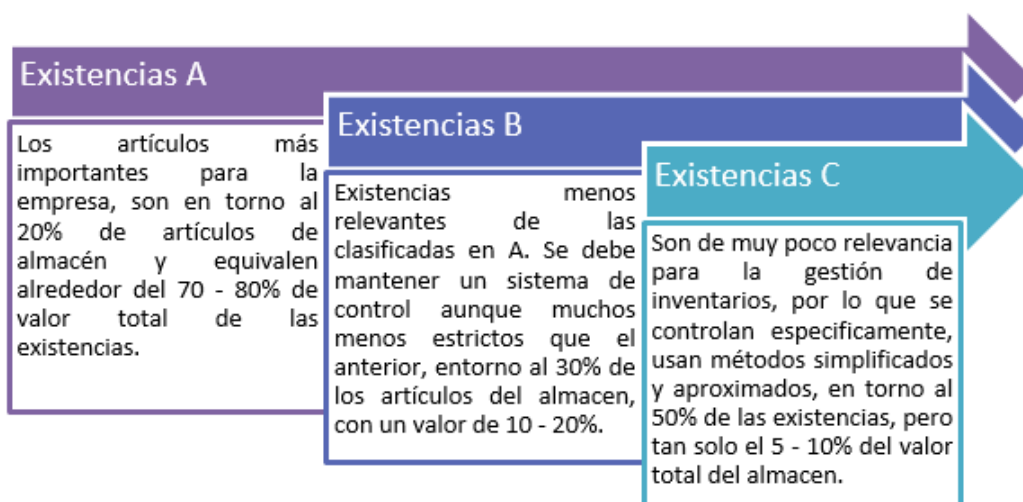 Existencias A
Los artículos más
importantes para la
empresa, son en torno al
20% de artículos de
almacén y equivalen
alrededor del 70 - 80% de
valor total de las
existencias.
Existencias B
Existencias menos
relevantes de las
clasificadas en A. Se debe
mantener un sistema de
control aunque muchos
menos estrictos que el
anterior, entorno al 30% de
los artículos del almacen,
con un valor de 10 - 20%.
Existencias C
Son de muy poco relevancia
para la gestión de
inventarios, por lo que se
controlan especificamente,
usan métodos simplificados
y aproximados, en torno al
50% de las existencias, pero
tan solo el 5 - 10% del valor
total del almacen.